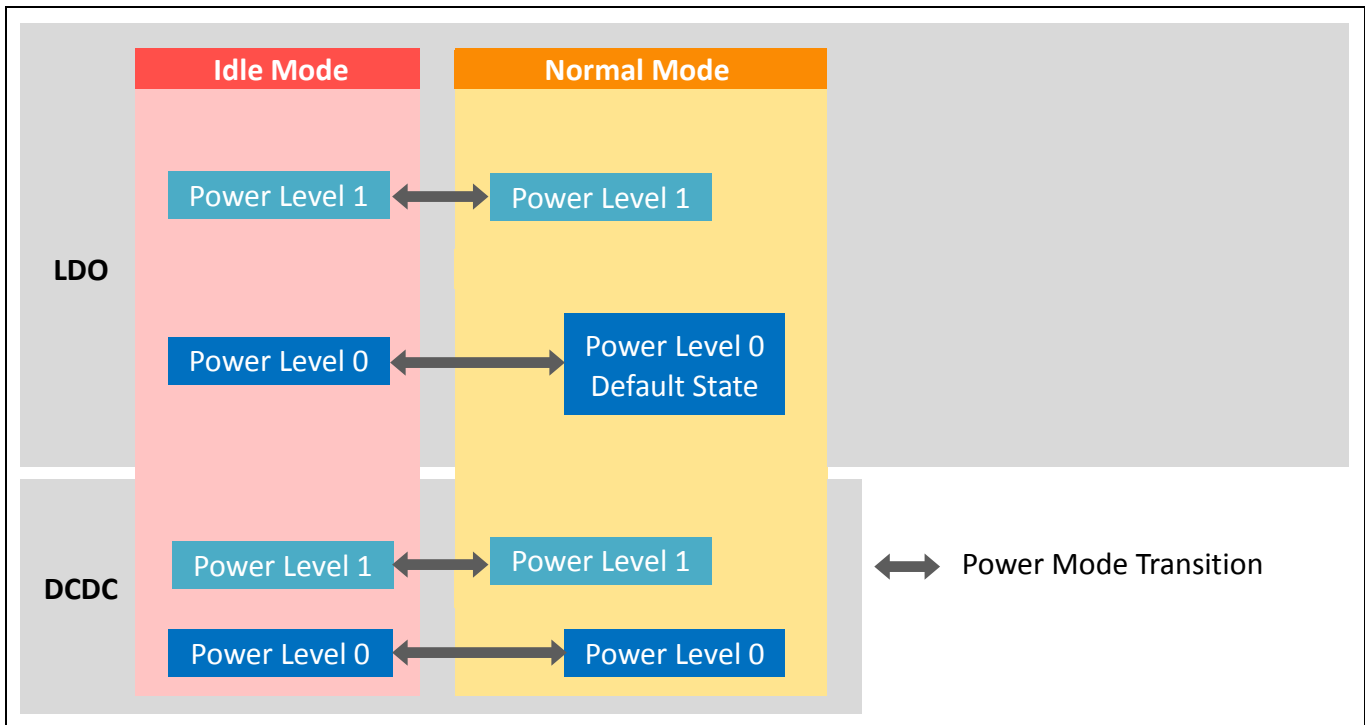 Idle Mode
Normal Mode
Power Level 1
Power Level 1
LDO
Power Level 0
Power Level 0
Default State
Power Level 1
Power Level 1
Power Mode Transition
DCDC
Power Level 0
Power Level 0